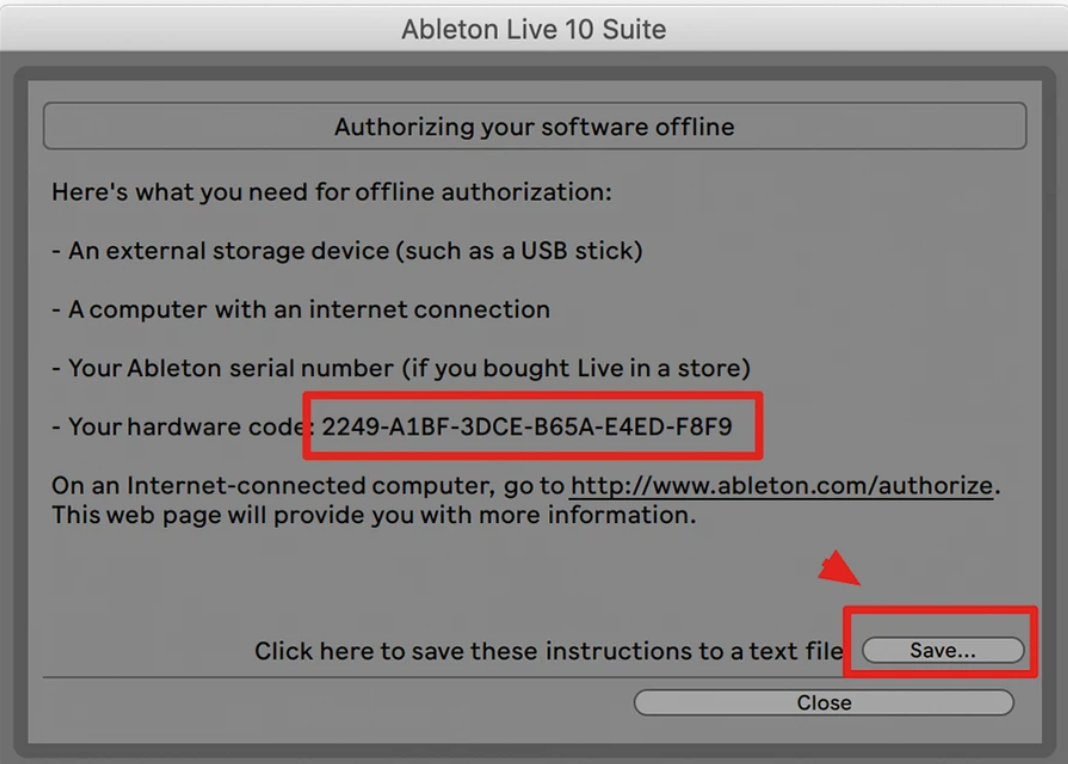 Ableton Live 10 Suite
Authorizing your software offline
Here's what you need for offline authorization:
- An external storage device (such as a USB stick)
- A computer with an internet connection
- Your Ableton serial number (if you bought Live in a store)
- Your hardware code: 2249-A1BF-3DCE-B65A-E4ED-F8F9
On an Internet-connected computer, go to http://www.ableton.com/authorize.
This web page will provide you with more information.
Click here to save these instructions to a text file
Save...
Close